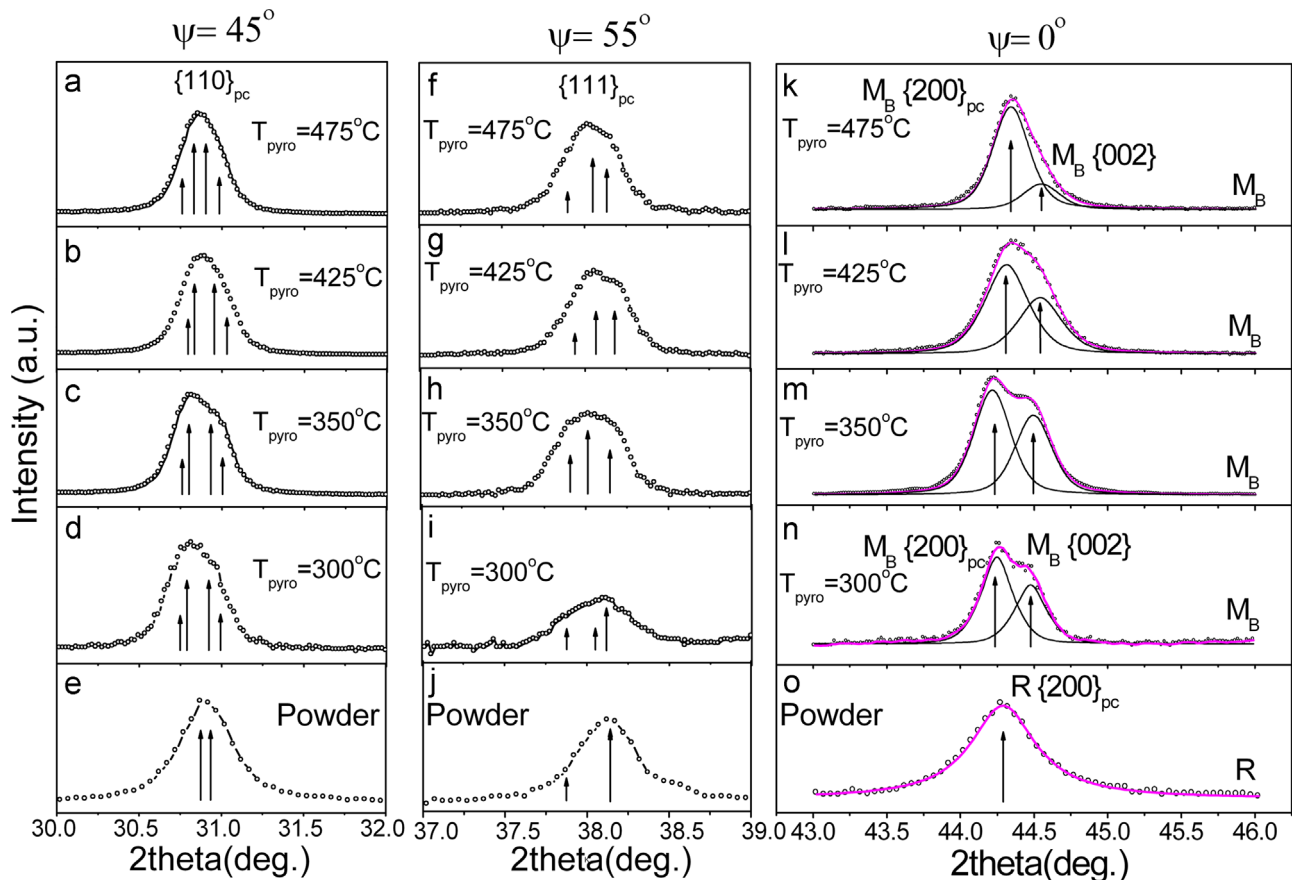 ψ= 45° ψ= 55° ψ= 0°
a {110}pc Tpyro=475°C
f {111}pc Tpyro=475°C
k MB {200}pc Tpyro=475°C MB {002} MB
b Tpyro=425°C
g Tpyro=425°C
l Tpyro=425°C MB
c Tpyro=350°C
h Tpyro=350°C
m Tpyro=350°C MB
d Tpyro=300°C
i Tpyro=300°C
n MB {200}pc MB {002} Tpyro=300°C MB
e Powder
j Powder
o R {200}pc Powder R
Intensity (a.u.)
30.0 30.5 31.0 31.5 32.0
37.0 37.5 38.0 38.5 39.0
43.0 43.5 44.0 44.5 45.0 45.5 46.0
2theta(deg.) 2theta(deg.) 2theta(deg.)